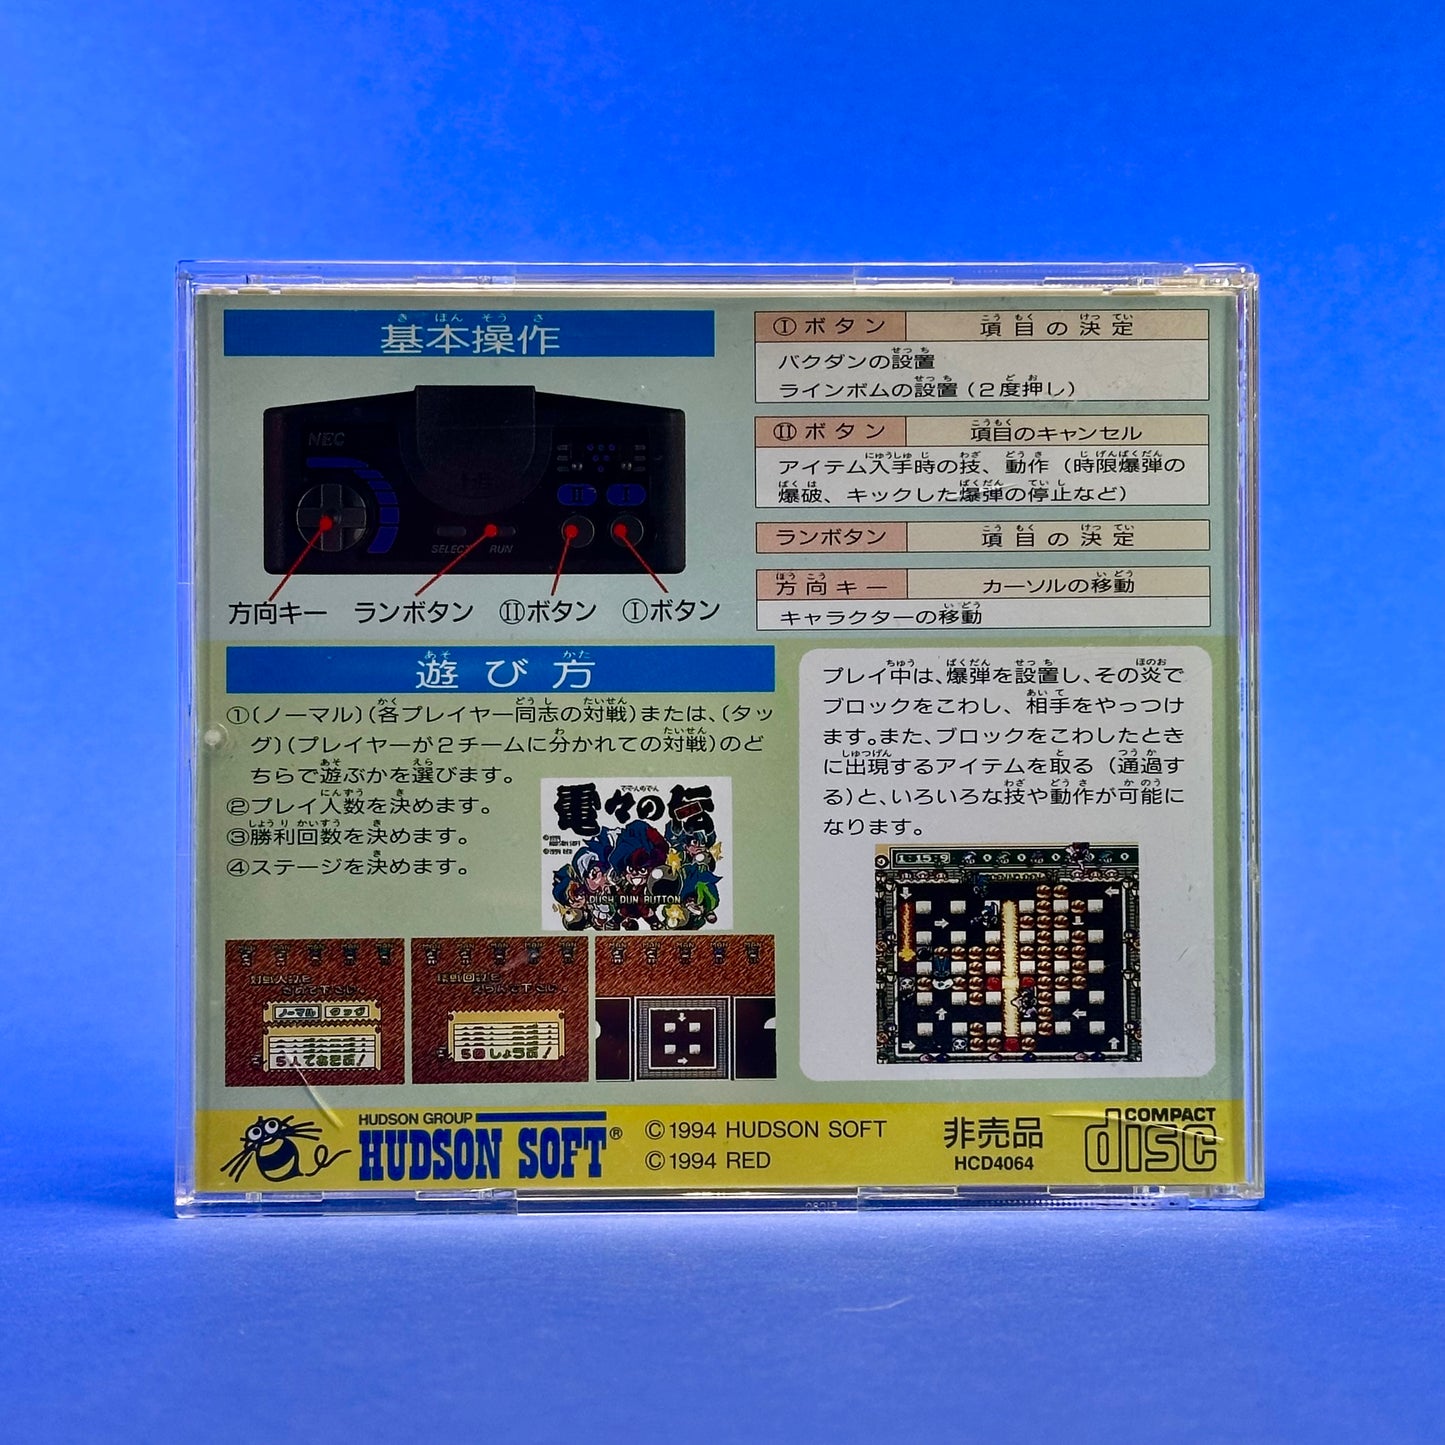 基本操作
NEC
SELECT RUN
II I
方向キー ランボタン Ⅱボタン Ⅰボタン
Ⅰボタン 項目の決定
バクダンの設置
ラインボムの設置(2度押し)
Ⅱボタン 項目のキャンセル
アイテム入手時の技、動作(時限爆弾の
爆破、キックした爆弾の停止など)
ランボタン 項目の決定
方向キー カーソルの移動
キャラクターの移動
遊び方
①(ノーマル)(各プレイヤー同志の対戦)または、(タッ
グ)(プレイヤーが2チームに分かれての対戦)のど
ちらで遊ぶかを選びます。
②プレイ人数を決めます。
③勝利回数を決めます。
④ステージを決めます。
ででんのでん
電々の伝
PUSH RUN BUTTON
ノーマル タッグ
プレイ中は、爆弾を設置し、その炎で
ブロックをこわし、相手をやっつけ
ます。また、ブロックをこわしたとき
に出現するアイテムを取る(通過す
る)と、いろいろな技や動作が可能に
なります。
HUDSON GROUP
HUDSON SOFT®
©1994 HUDSON SOFT
©1994 RED
非売品
HCD4064
COMPACT
disc